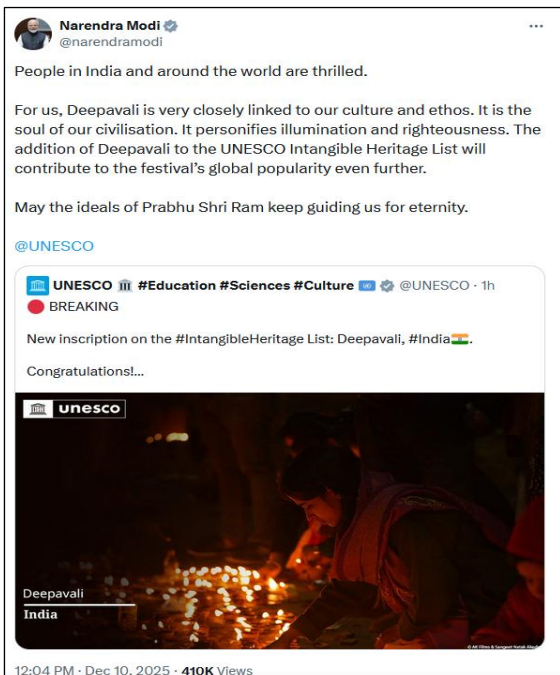 Narendra Modi
@narendramodi
People in India and around the world are thrilled.
For us, Deepavali is very closely linked to our culture and ethos. It is the
soul of our civilisation. It personifies illumination and righteousness. The
addition of Deepavali to the UNESCO Intangible Heritage List will
contribute to the festival's global popularity even further.
May the ideals of Prabhu Shri Ram keep guiding us for eternity.
@UNESCO
UNESCO 🏛️ #Education #Sciences #Culture 🇺🇳 @UNESCO · 1h
🔴 BREAKING
New inscription on the #IntangibleHeritage List: Deepavali, #India🇮🇳.
Congratulations!...
unesco
Deepavali
India
12:04 PM · Dec 10, 2025 · 410K Views